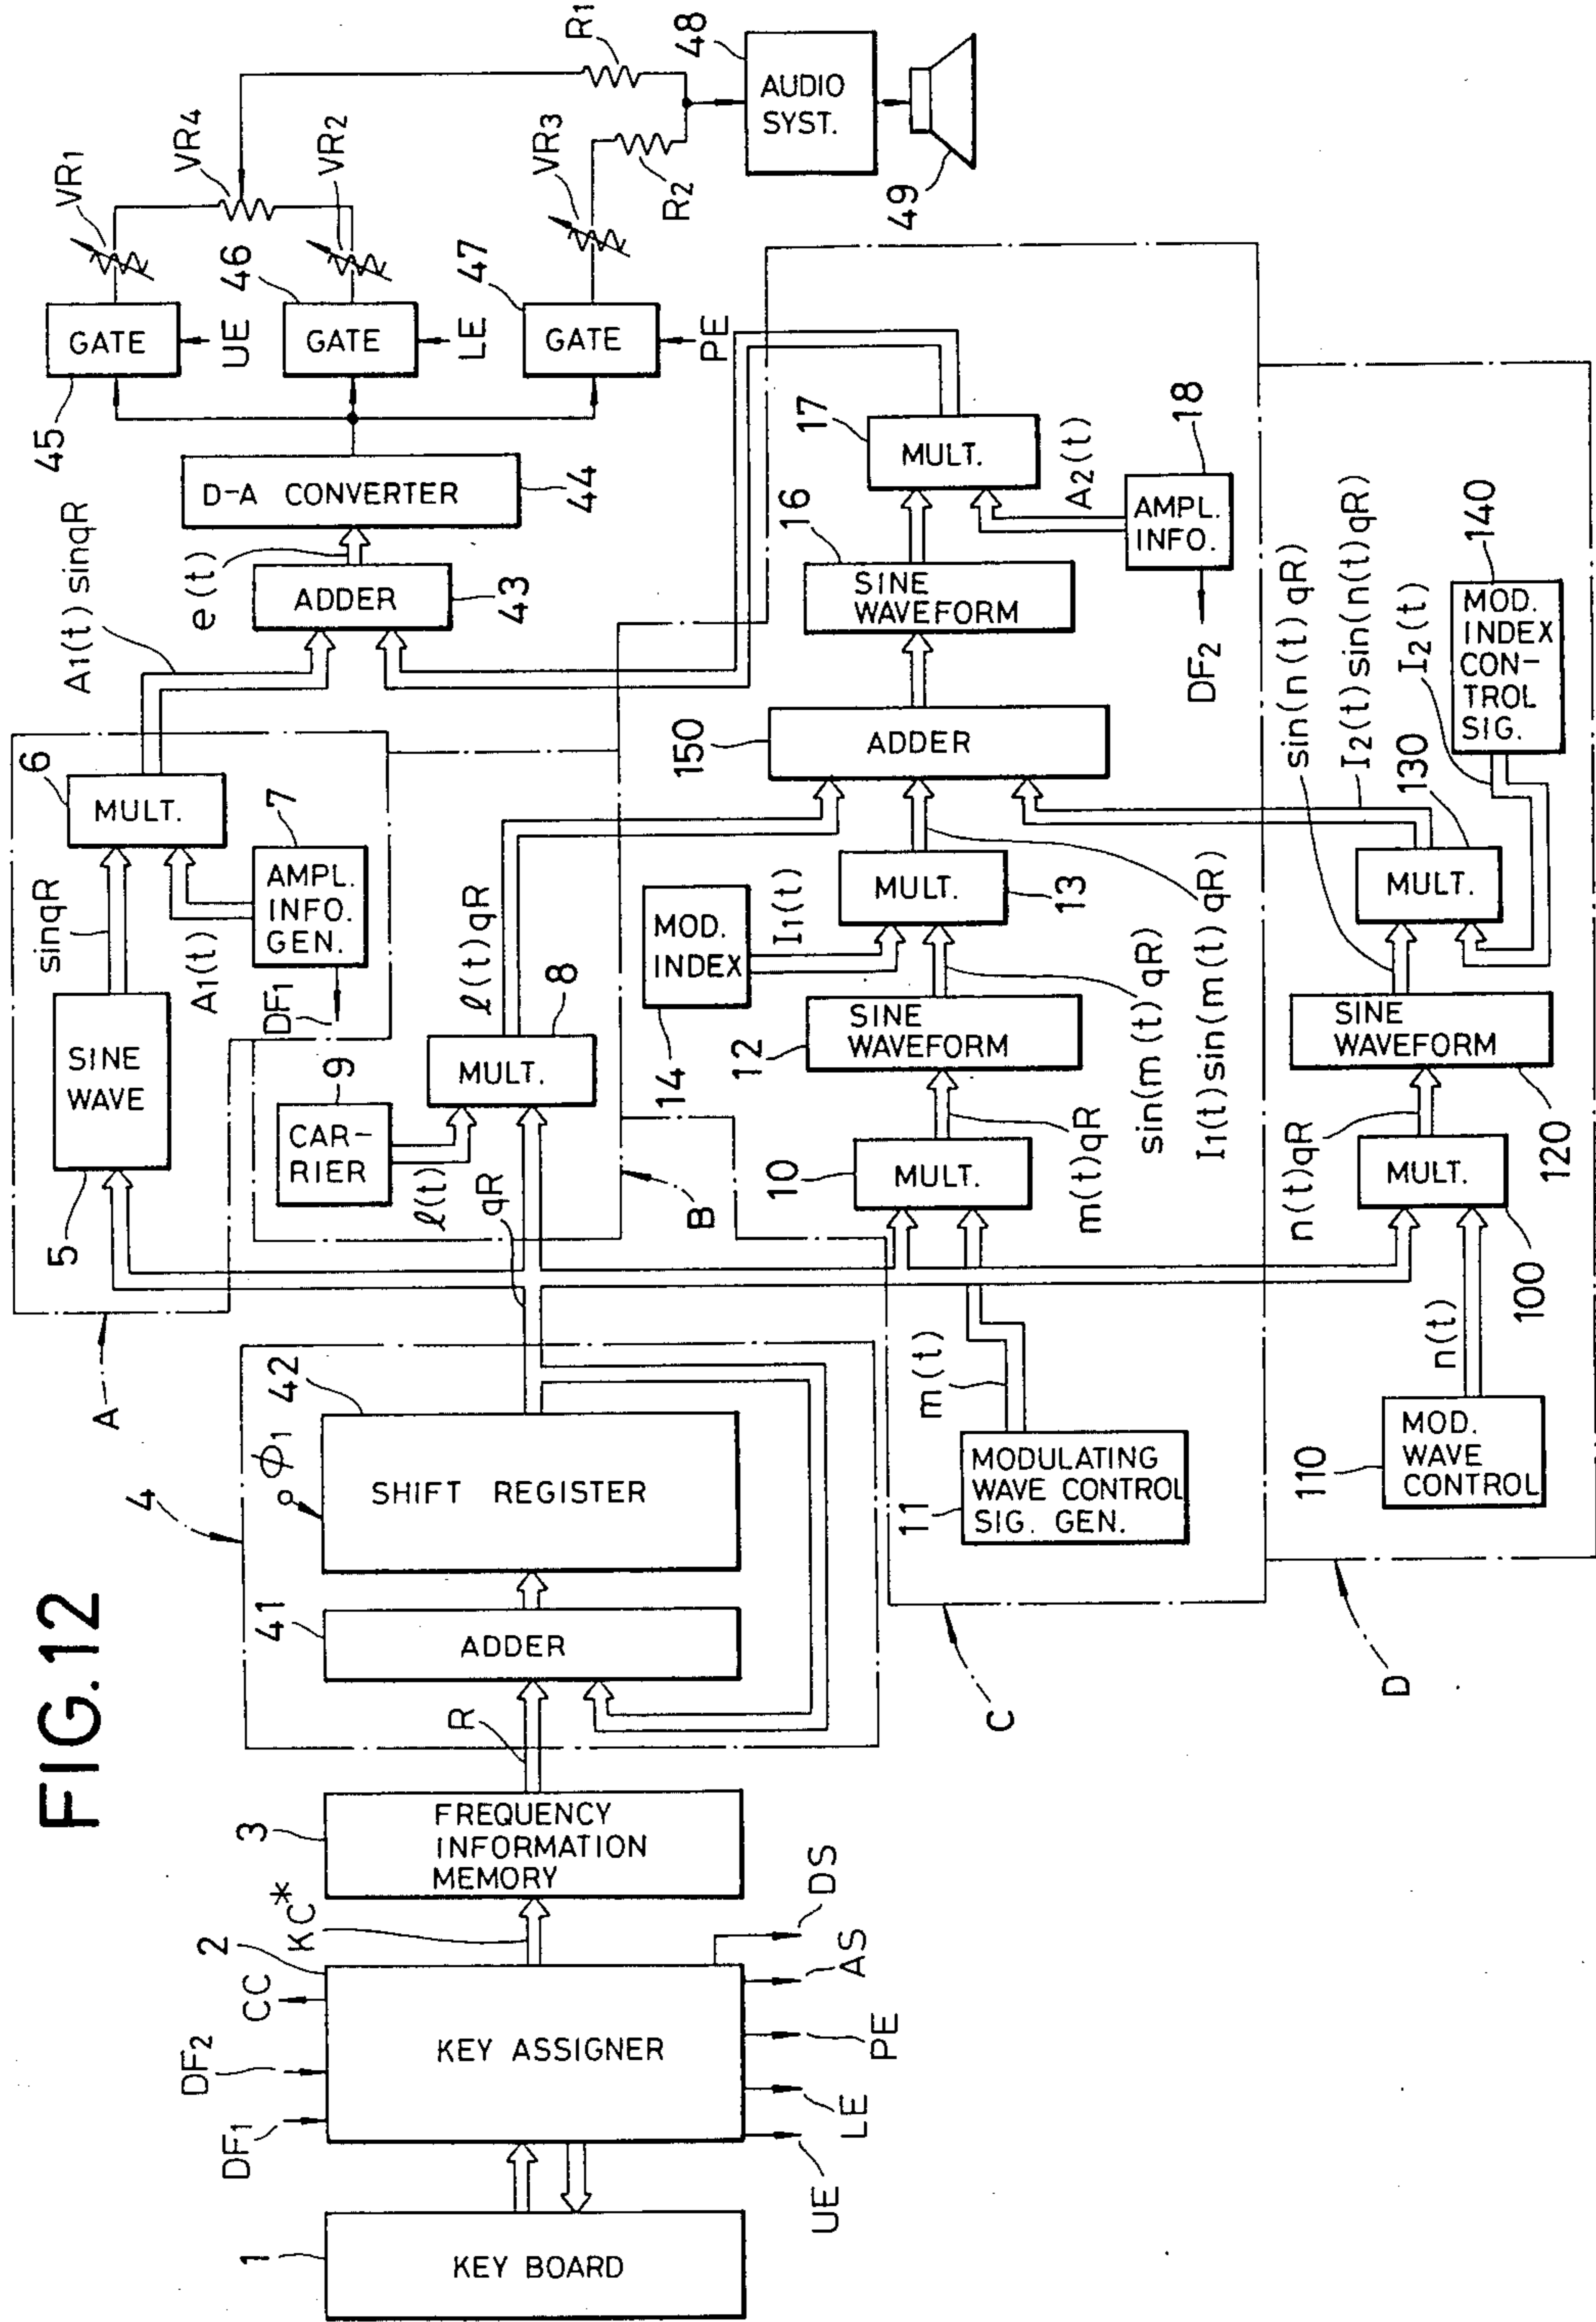 FIG.12
1
KEY BOARD
DF1
DF2
CC
2
KEY ASSIGNER
UE
LE
PE
AS
DS
KC*
3
FREQUENCY
INFORMATION
MEMORY
R
4
41
ADDER
ϕ1
42
SHIFT REGISTER
qR
A
5
SINE
WAVE
sinqR
6
MULT.
7
AMPL.
INFO.
GEN.
A1(t)
DF1
A1(t) sinqR
B
9
CAR-
RIER
ℓ(t)
8
MULT.
ℓ(t)qR
C
11
MODULATING
WAVE CONTROL
SIG. GEN.
m(t)
10
MULT.
m(t)qR
12
SINE
WAVEFORM
sin(m(t)qR)
14
MOD.
INDEX
I1(t)
13
MULT.
I1(t)sin(m(t)qR)
150
ADDER
16
SINE
WAVEFORM
17
MULT.
A2(t)
18
AMPL.
INFO.
DF2
D
110
MOD.
WAVE
CONTROL
n(t)
100
MULT.
n(t)qR
120
SINE
WAVEFORM
sin(n(t)qR)
130
MULT.
I2(t)sin(n(t)qR)
I2(t)
140
MOD.
INDEX
CON-
TROL
SIG.
43
ADDER
e(t)
44
D-A CONVERTER
45
GATE
UE
46
GATE
LE
47
GATE
PE
VR1
VR4
VR2
VR3
R1
R2
48
AUDIO
SYST.
49